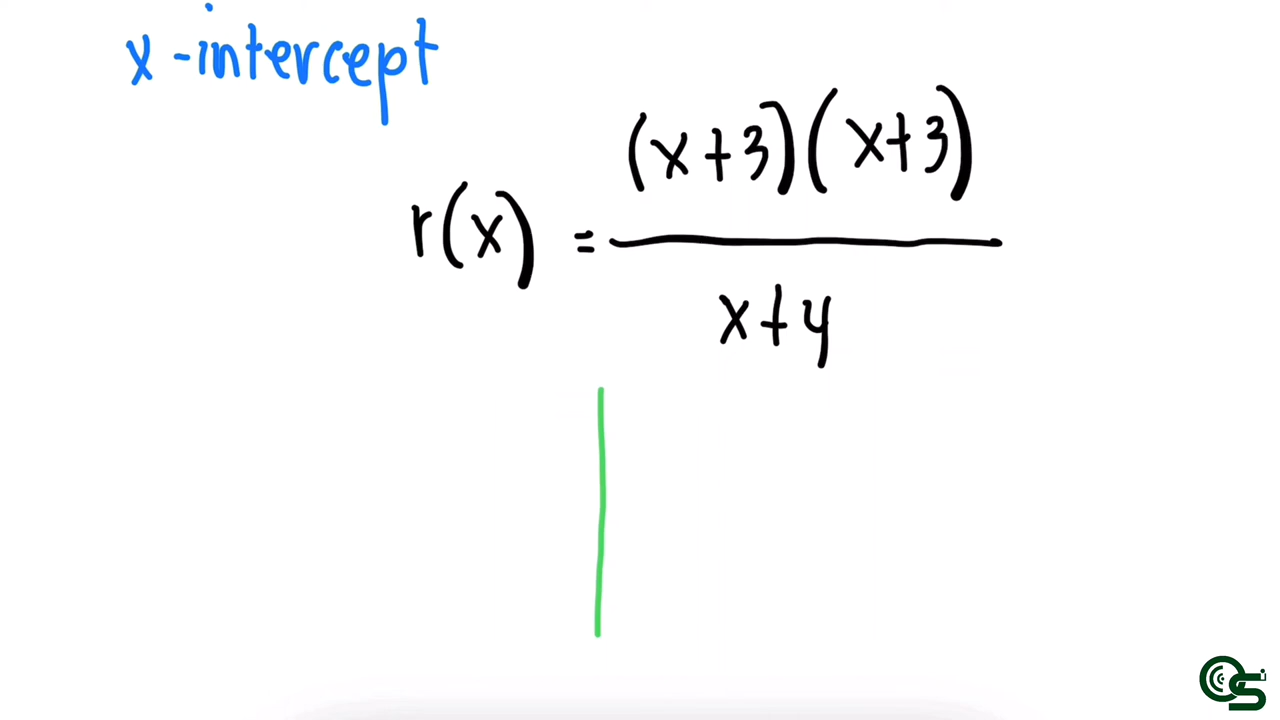 x-intercept
r(x) = (x+3)(x+3)
x+4